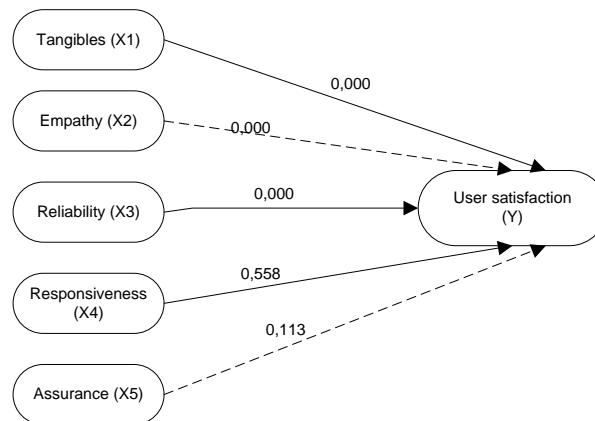 Tangibles (X1)
0,000
Empathy (X2)
0,000
User satisfaction
(Y)
Reliability (X3)
0,000
Responsiveness
(X4)
0,558
0,113
Assurance (X5)